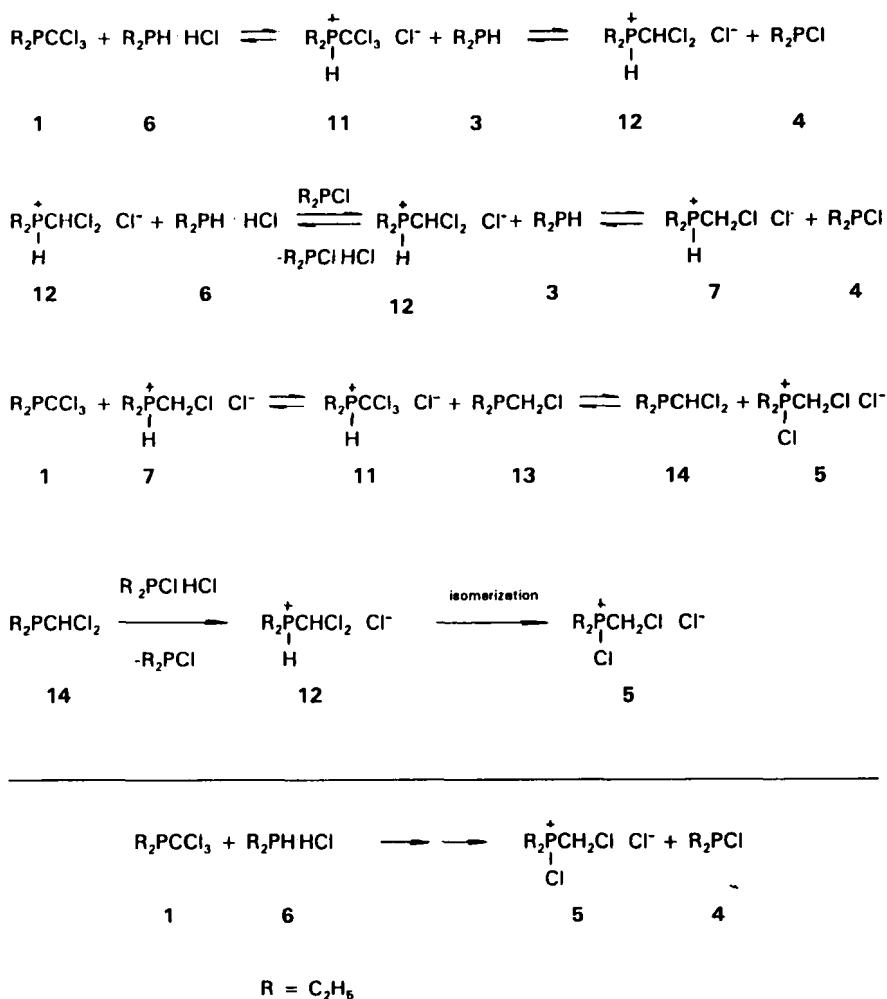 R₂PCCl₃ + R₂PH·HCl ⇌ R₂P⁺CCl₃ Cl⁻ + R₂PH ⇌ R₂P⁺CHCl₂ Cl⁻ + R₂PCl
H H
1 6 11 3 12 4
R₂PCl
R₂P⁺CHCl₂ Cl⁻ + R₂PH·HCl ⇌ R₂P⁺CHCl₂ Cl⁻ + R₂PH ⇌ R₂P⁺CH₂Cl Cl⁻ + R₂PCl
-R₂PCl HCl
H H H
12 6 12 3 7 4
R₂PCCl₃ + R₂P⁺CH₂Cl Cl⁻ ⇌ R₂P⁺CCl₃ Cl⁻ + R₂PCH₂Cl ⇌ R₂PCHCl₂ + R₂P⁺CH₂Cl Cl⁻
H H Cl
1 7 11 13 14 5
R₂PCl HCl isomerization
R₂PCHCl₂ → R₂P⁺CHCl₂ Cl⁻ → R₂P⁺CH₂Cl Cl⁻
-R₂PCl H Cl
14 12 5
R₂PCCl₃ + R₂PH HCl → → R₂P⁺CH₂Cl Cl⁻ + R₂PCl
Cl
1 6 5 4
R = C₂H₅